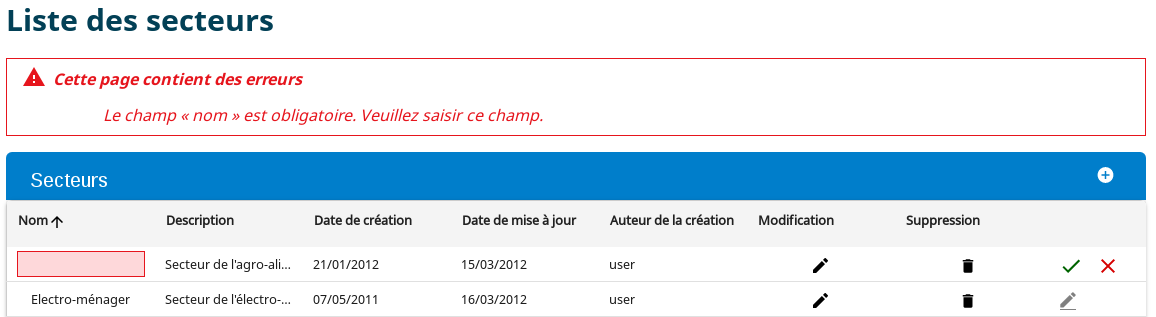 Liste des secteurs
Cette page contient des erreurs
Le champ « nom » est obligatoire. Veuillez saisir ce champ.
Secteurs
Nom Description Date de création Date de mise à jour Auteur de la création Modification Suppression
Secteur de l'agro-ali... 21/01/2012 15/03/2012 user
Electro-ménager Secteur de l'électro-... 07/05/2011 16/03/2012 user